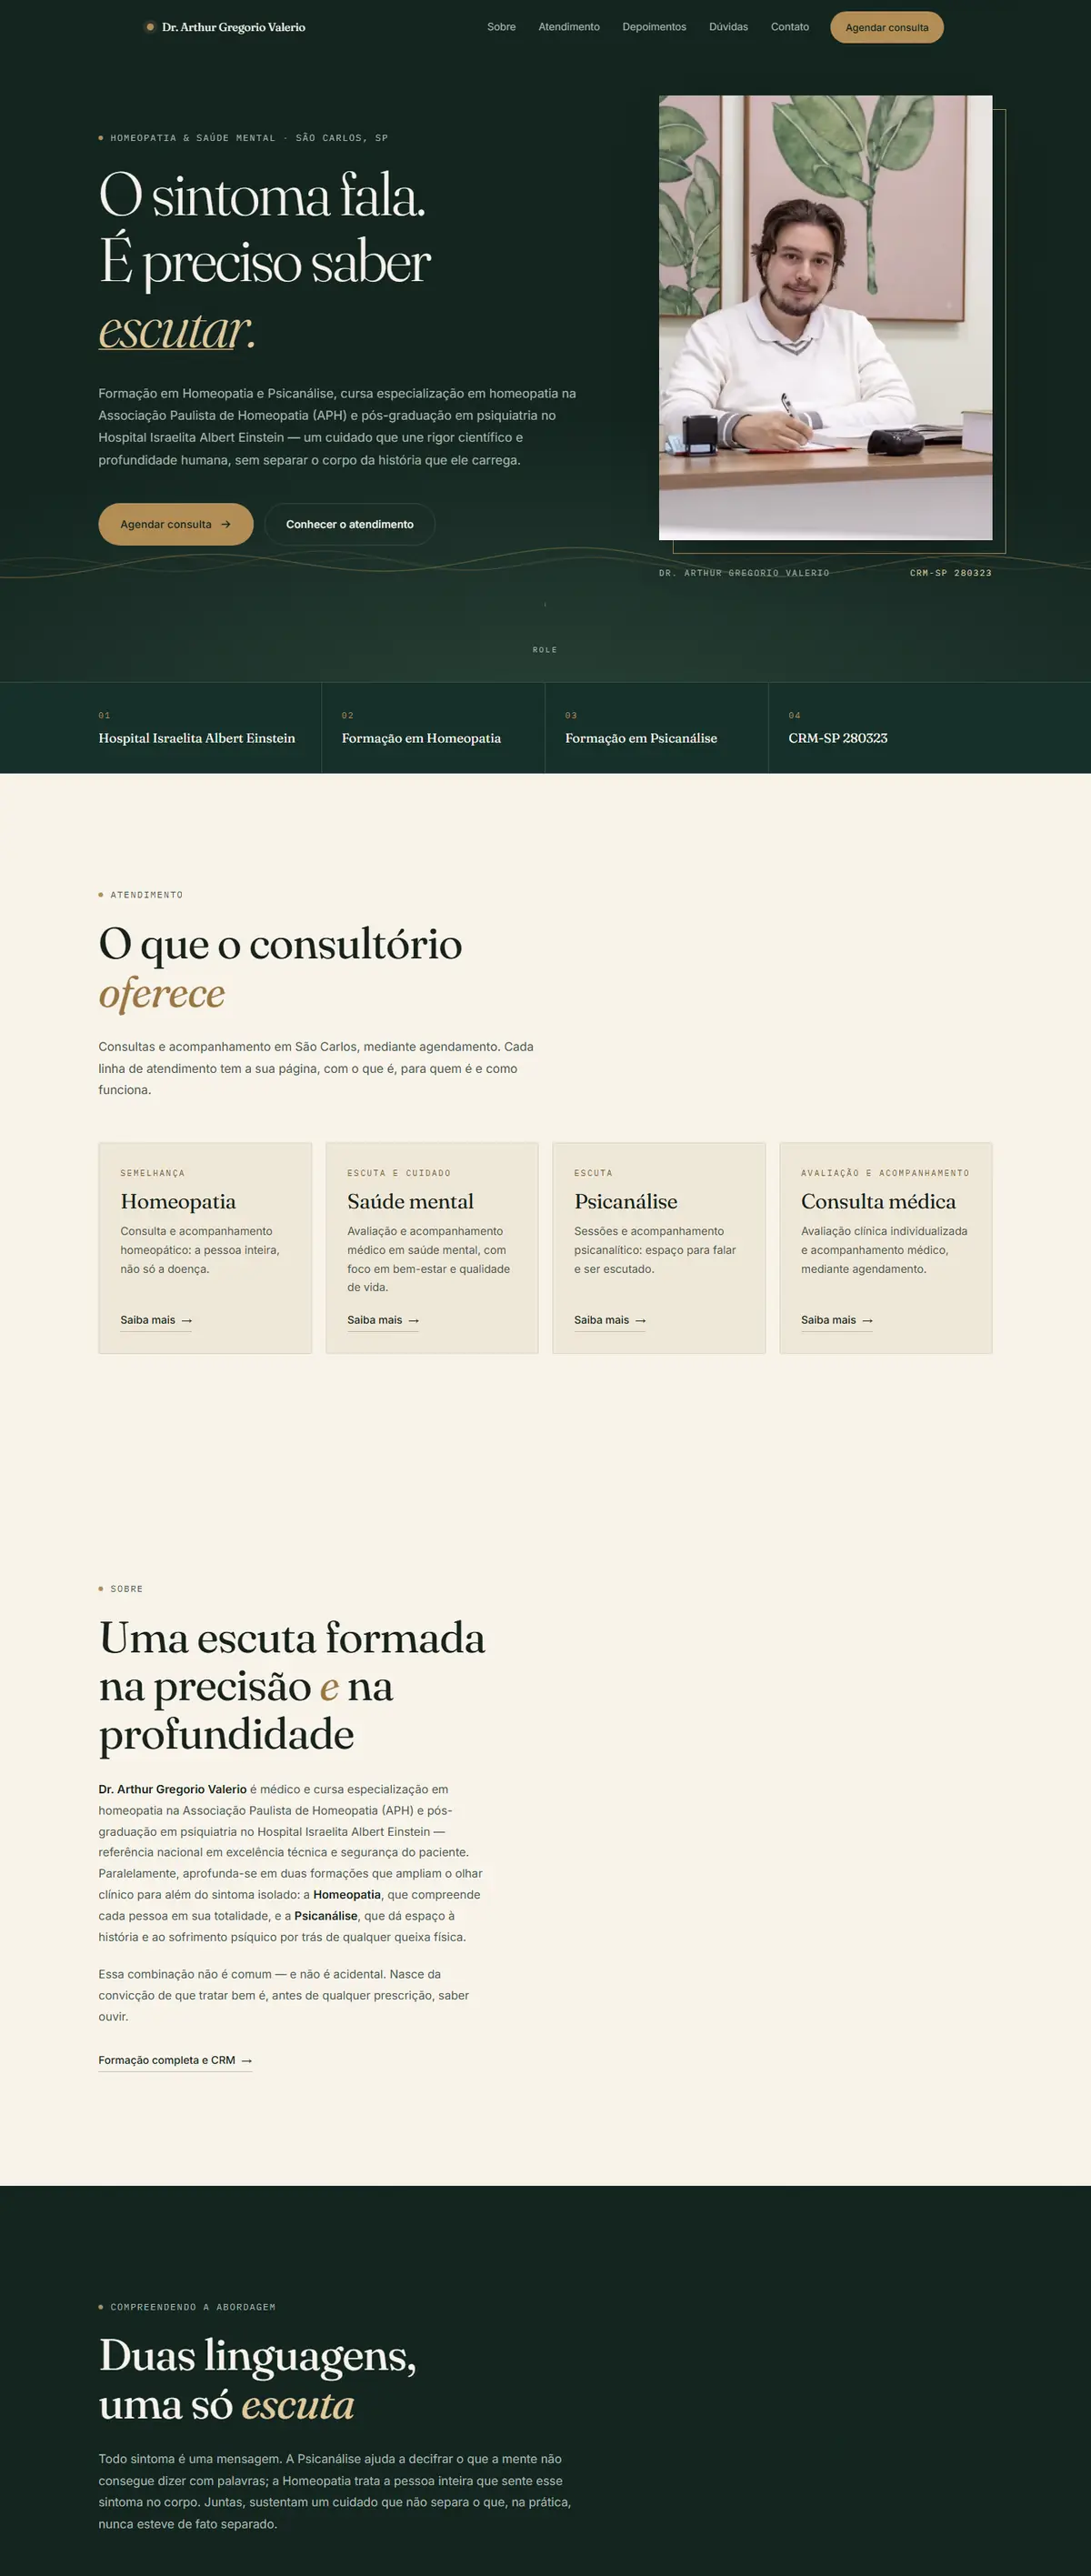 Dr. Arthur Gregorio Valerio
Sobre
Atendimento
Depoimentos
Dúvidas
Contato
Agendar consulta
HOMEOPATIA & SAÚDE MENTAL · SÃO CARLOS, SP
O sintoma fala.
É preciso saber
escutar.
Formação em Homeopatia e Psicanálise, cursa especialização em homeopatia na
Associação Paulista de Homeopatia (APH) e pós-graduação em psiquiatria no
Hospital Israelita Albert Einstein — um cuidado que une rigor científico e
profundidade humana, sem separar o corpo da história que ele carrega.
Agendar consulta →
Conhecer o atendimento
DR. ARTHUR GREGORIO VALERIO
CRM-SP 280323
ROLE
01
Hospital Israelita Albert Einstein
02
Formação em Homeopatia
03
Formação em Psicanálise
04
CRM-SP 280323
ATENDIMENTO
O que o consultório
oferece
Consultas e acompanhamento em São Carlos, mediante agendamento. Cada
linha de atendimento tem a sua página, com o que é, para quem é e como
funciona.
SEMELHANÇA
Homeopatia
Consulta e acompanhamento
homeopático: a pessoa inteira,
não só a doença.
Saiba mais →
ESCUTA E CUIDADO
Saúde mental
Avaliação e acompanhamento
médico em saúde mental, com
foco em bem-estar e qualidade
de vida.
Saiba mais →
ESCUTA
Psicanálise
Sessões e acompanhamento
psicanalítico: espaço para falar
e ser escutado.
Saiba mais →
AVALIAÇÃO E ACOMPANHAMENTO
Consulta médica
Avaliação clínica individualizada
e acompanhamento médico,
mediante agendamento.
Saiba mais →
SOBRE
Uma escuta formada
na precisão e na
profundidade
Dr. Arthur Gregorio Valerio é médico e cursa especialização em
homeopatia na Associação Paulista de Homeopatia (APH) e pós-
graduação em psiquiatria no Hospital Israelita Albert Einstein —
referência nacional em excelência técnica e segurança do paciente.
Paralelamente, aprofunda-se em duas formações que ampliam o olhar
clínico para além do sintoma isolado: a Homeopatia, que compreende
cada pessoa em sua totalidade, e a Psicanálise, que dá espaço à
história e ao sofrimento psíquico por trás de qualquer queixa física.
Essa combinação não é comum — e não é acidental. Nasce da
convicção de que tratar bem é, antes de qualquer prescrição, saber
ouvir.
Formação completa e CRM →
COMPREENDENDO A ABORDAGEM
Duas linguagens,
uma só escuta
Todo sintoma é uma mensagem. A Psicanálise ajuda a decifrar o que a mente não
consegue dizer com palavras; a Homeopatia trata a pessoa inteira que sente esse
sintoma no corpo. Juntas, sustentam um cuidado que não separa o que, na prática,
nunca esteve de fato separado.